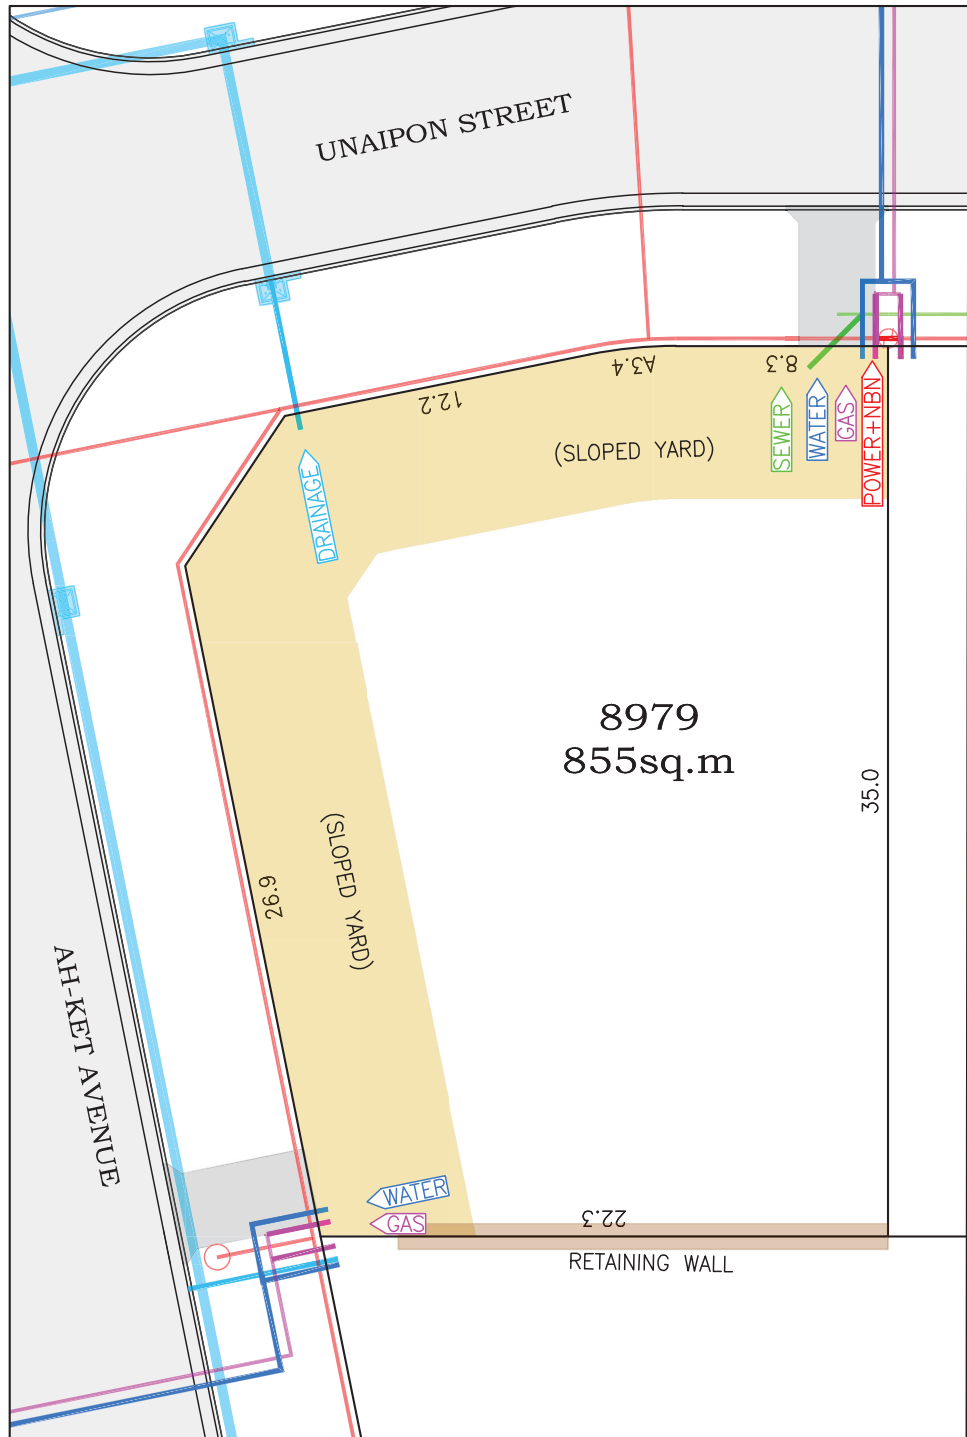 UNAIPON STREET
8.3
A3.4
12.2
(SLOPED YARD)
SEWER
WATER
GAS
POWER+NBN
DRAINAGE
8979
855sq.m
35.0
(SLOPED YARD)
26.9
AH-KET AVENUE
WATER
GAS
22.3
RETAINING WALL